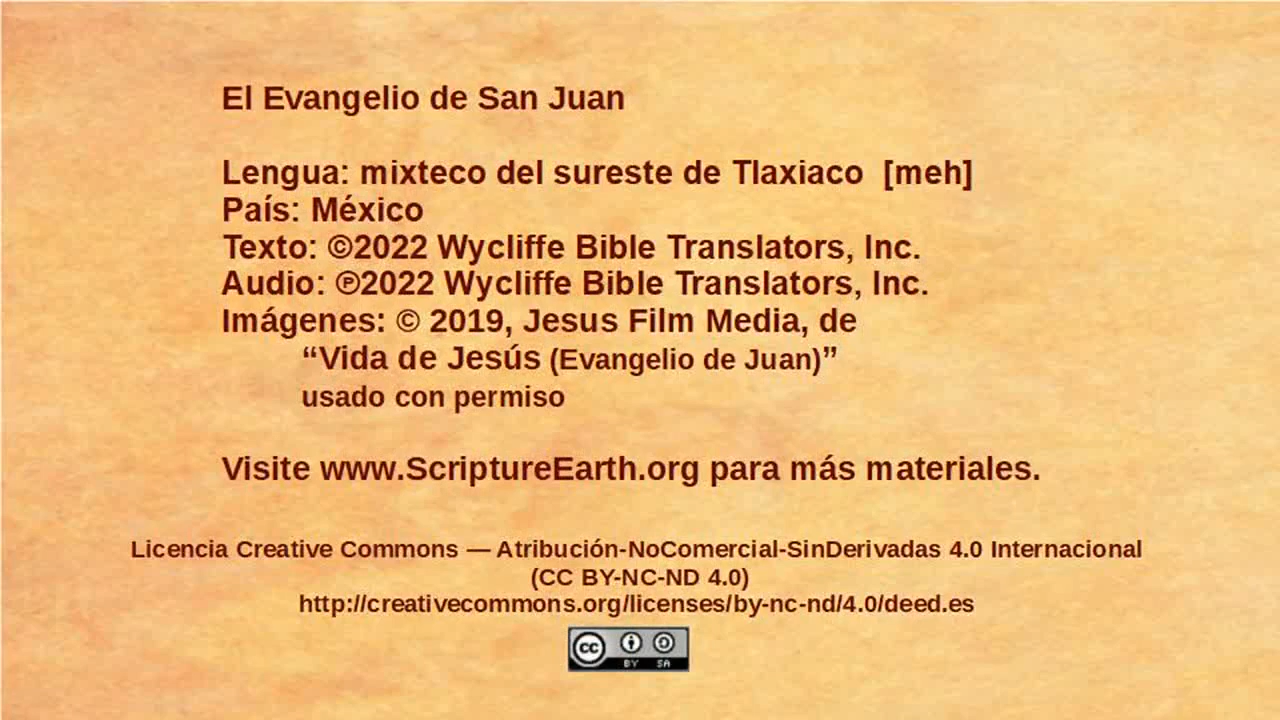 El Evangelio de San Juan
Lengua: mixteco del sureste de Tlaxiaco [meh]
País: México
Texto: ©2022 Wycliffe Bible Translators, Inc.
Audio: ℗2022 Wycliffe Bible Translators, Inc.
Imágenes: © 2019, Jesus Film Media, de
“Vida de Jesús (Evangelio de Juan)”
usado con permiso
Visite www.ScriptureEarth.org para más materiales.
Licencia Creative Commons — Atribución-NoComercial-SinDerivadas 4.0 Internacional
(CC BY-NC-ND 4.0)
http://creativecommons.org/licenses/by-nc-nd/4.0/deed.es
cc
BY SA